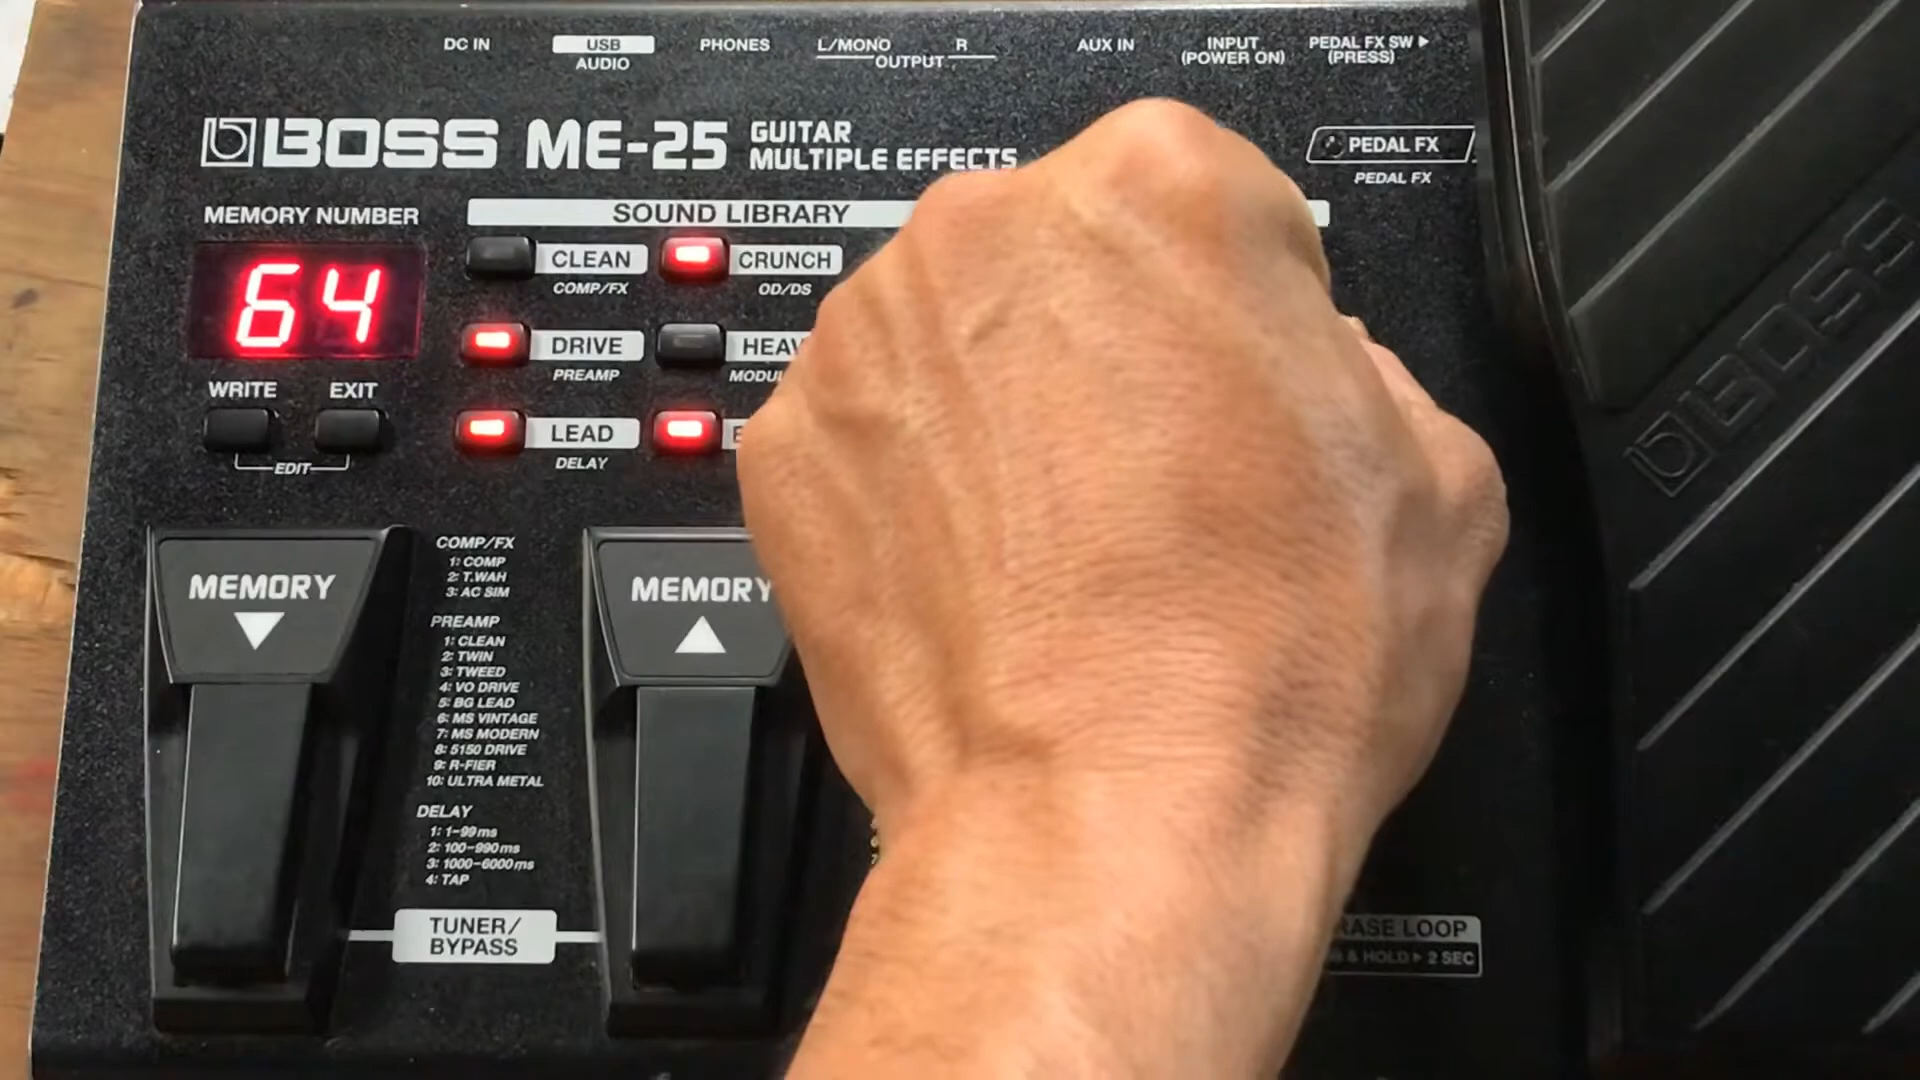 DC IN
USB
AUDIO
PHONES
L/MONO R
OUTPUT
AUX IN
INPUT
(POWER ON)
PEDAL FX SW ▶
(PRESS)
BOSS ME-25 GUITAR
MULTIPLE EFFECTS
PEDAL FX
PEDAL FX
MEMORY NUMBER
64
SOUND LIBRARY
CLEAN
COMP/FX
CRUNCH
OD/DS
DRIVE
PREAMP
LEAD
DELAY
WRITE EXIT
EDIT
MEMORY
▼
MEMORY
▲
COMP/FX
1: COMP
2: T.WAH
3: AC SIM
PREAMP
1: CLEAN
2: TWIN
3: TWEED
4: VO DRIVE
5: BG LEAD
6: MS VINTAGE
7: MS MODERN
8: 5150 DRIVE
9: R-FIER
10: ULTRA METAL
DELAY
1: 1-99ms
2: 100-990ms
3: 1000-6000ms
4: TAP
TUNER/
BYPASS
LOOP
& HOLD ▶ 2 SEC
BOSS